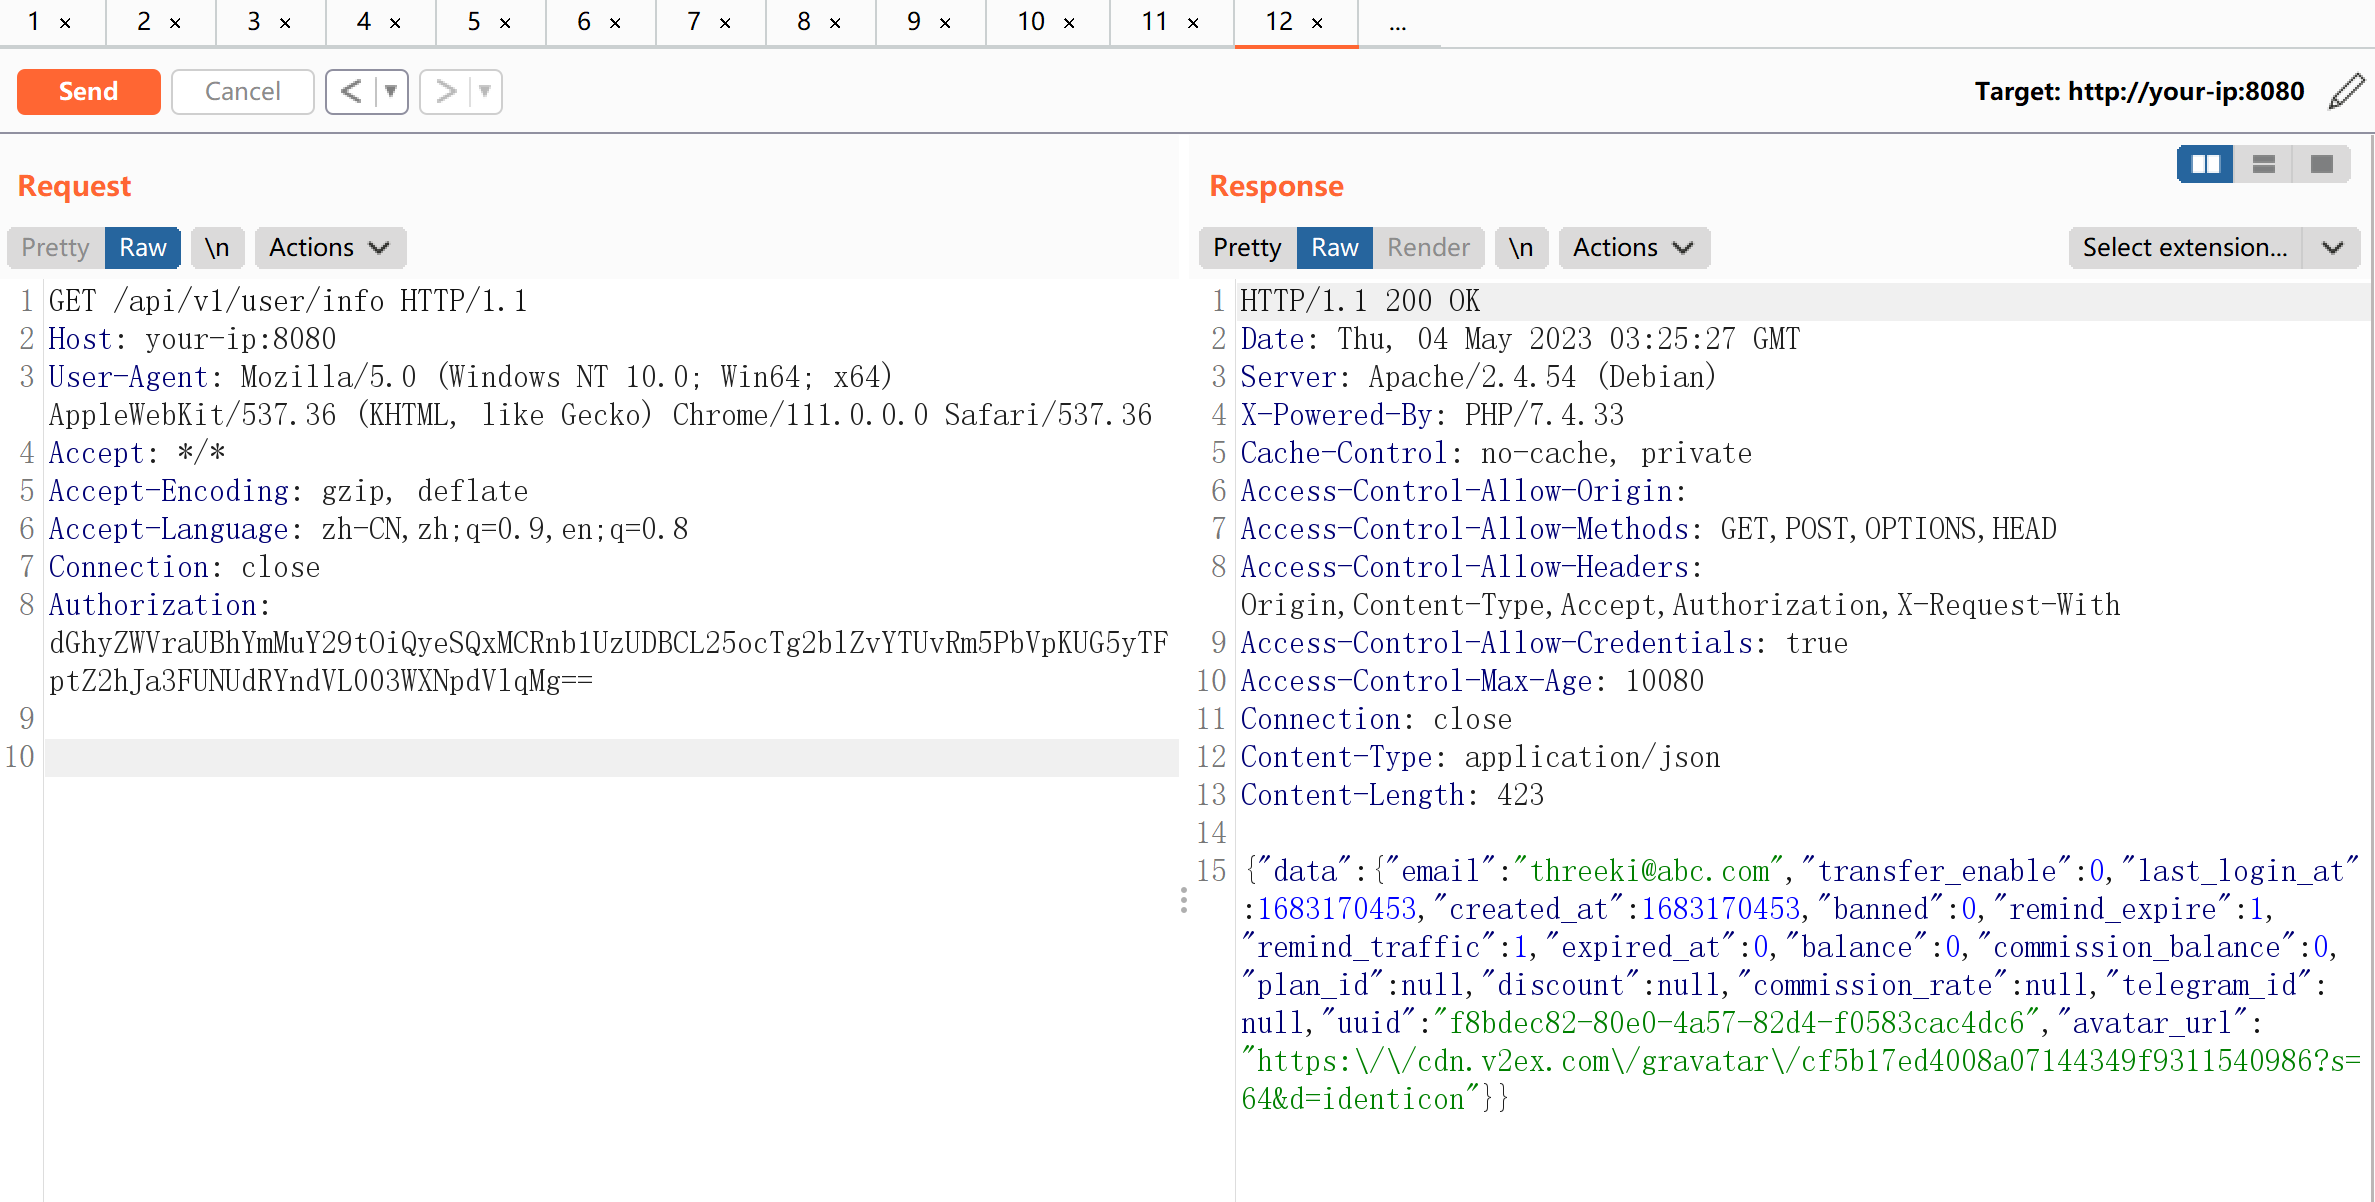 1 × 2 × 3 × 4 × 5 × 6 × 7 × 8 × 9 × 10 × 11 × 12 × ...
Send Cancel < ▼ > ▼ Target: http://your-ip:8080
Request
Pretty Raw \n Actions
1 GET /api/v1/user/info HTTP/1.1
2 Host: your-ip:8080
3 User-Agent: Mozilla/5.0 (Windows NT 10.0; Win64; x64)
AppleWebKit/537.36 (KHTML, like Gecko) Chrome/111.0.0.0 Safari/537.36
4 Accept: */*
5 Accept-Encoding: gzip, deflate
6 Accept-Language: zh-CN,zh;q=0.9,en;q=0.8
7 Connection: close
8 Authorization:
dGhyZWVraUBhYmMuY29tOiQyeSQxMCRnb1UzUDBCL25ocTg2blZvYTUvRm5PbVpKUG5yTF
ptZ2hJa3FUNUdRYndVL003WXNpdVlqMg==
9
10
Response
Pretty Raw Render \n Actions Select extension...
1 HTTP/1.1 200 OK
2 Date: Thu, 04 May 2023 03:25:27 GMT
3 Server: Apache/2.4.54 (Debian)
4 X-Powered-By: PHP/7.4.33
5 Cache-Control: no-cache, private
6 Access-Control-Allow-Origin:
7 Access-Control-Allow-Methods: GET,POST,OPTIONS,HEAD
8 Access-Control-Allow-Headers:
Origin,Content-Type,Accept,Authorization,X-Request-With
9 Access-Control-Allow-Credentials: true
10 Access-Control-Max-Age: 10080
11 Connection: close
12 Content-Type: application/json
13 Content-Length: 423
14
15 {"data":{"email":"threeki@abc.com","transfer_enable":0,"last_login_at"
:1683170453,"created_at":1683170453,"banned":0,"remind_expire":1,
"remind_traffic":1,"expired_at":0,"balance":0,"commission_balance":0,
"plan_id":null,"discount":null,"commission_rate":null,"telegram_id":
null,"uuid":"f8bdec82-80e0-4a57-82d4-f0583cac4dc6","avatar_url":
"https:\/\/cdn.v2ex.com\/gravatar\/cf5b17ed4008a07144349f9311540986?s=
64&d=identicon"}}